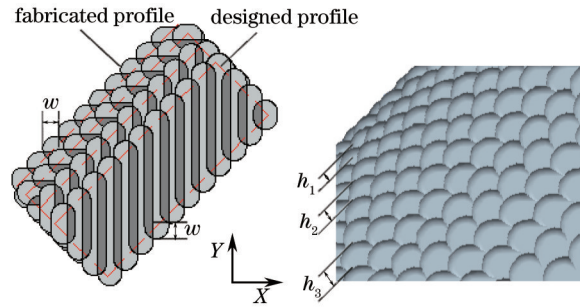 fabricated profile
designed profile
w
w
Y
X
h1
h2
h3